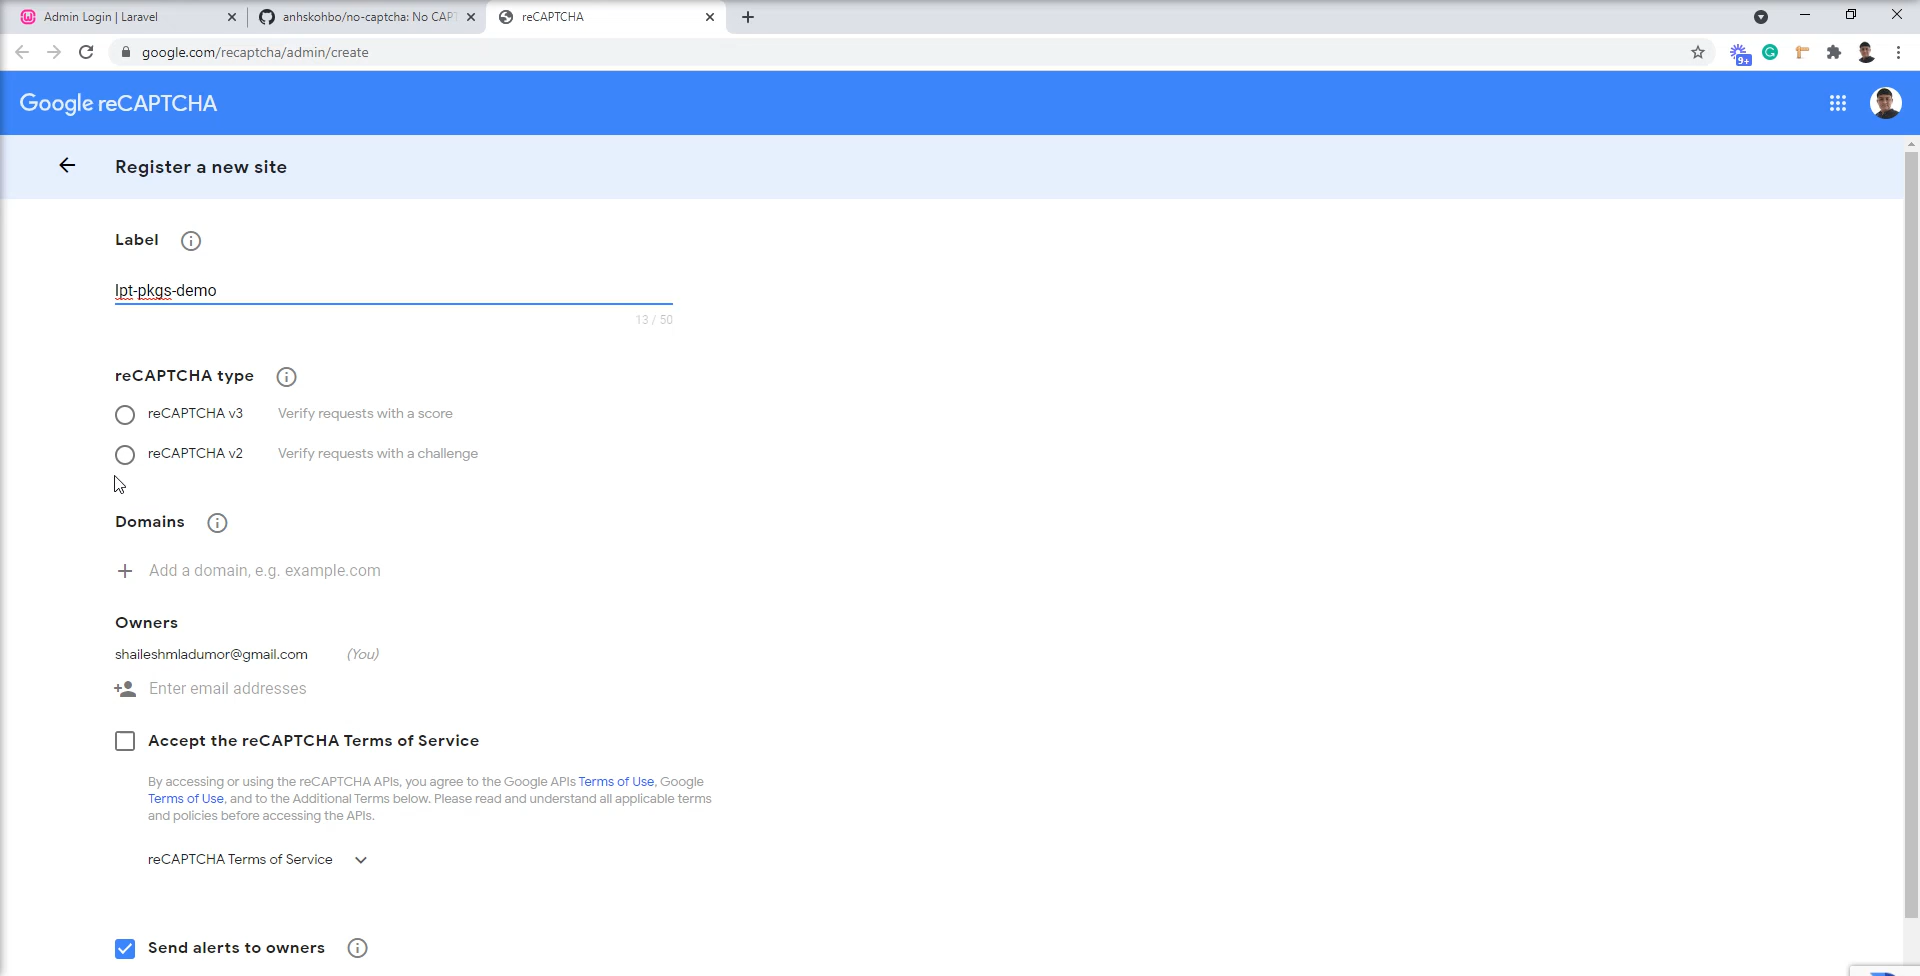 Admin Login | Laravel
anhskohbo/no-captcha: No CAPT
reCAPTCHA
google.com/recaptcha/admin/create
9+
Google reCAPTCHA
Register a new site
Label
lpt-pkgs-demo
13 / 50
reCAPTCHA type
reCAPTCHA v3 Verify requests with a score
reCAPTCHA v2 Verify requests with a challenge
Domains
Add a domain, e.g. example.com
Owners
shaileshmladumor@gmail.com (You)
Enter email addresses
Accept the reCAPTCHA Terms of Service
By accessing or using the reCAPTCHA APIs, you agree to the Google APIs Terms of Use, Google
Terms of Use, and to the Additional Terms below. Please read and understand all applicable terms
and policies before accessing the APIs.
reCAPTCHA Terms of Service
Send alerts to owners